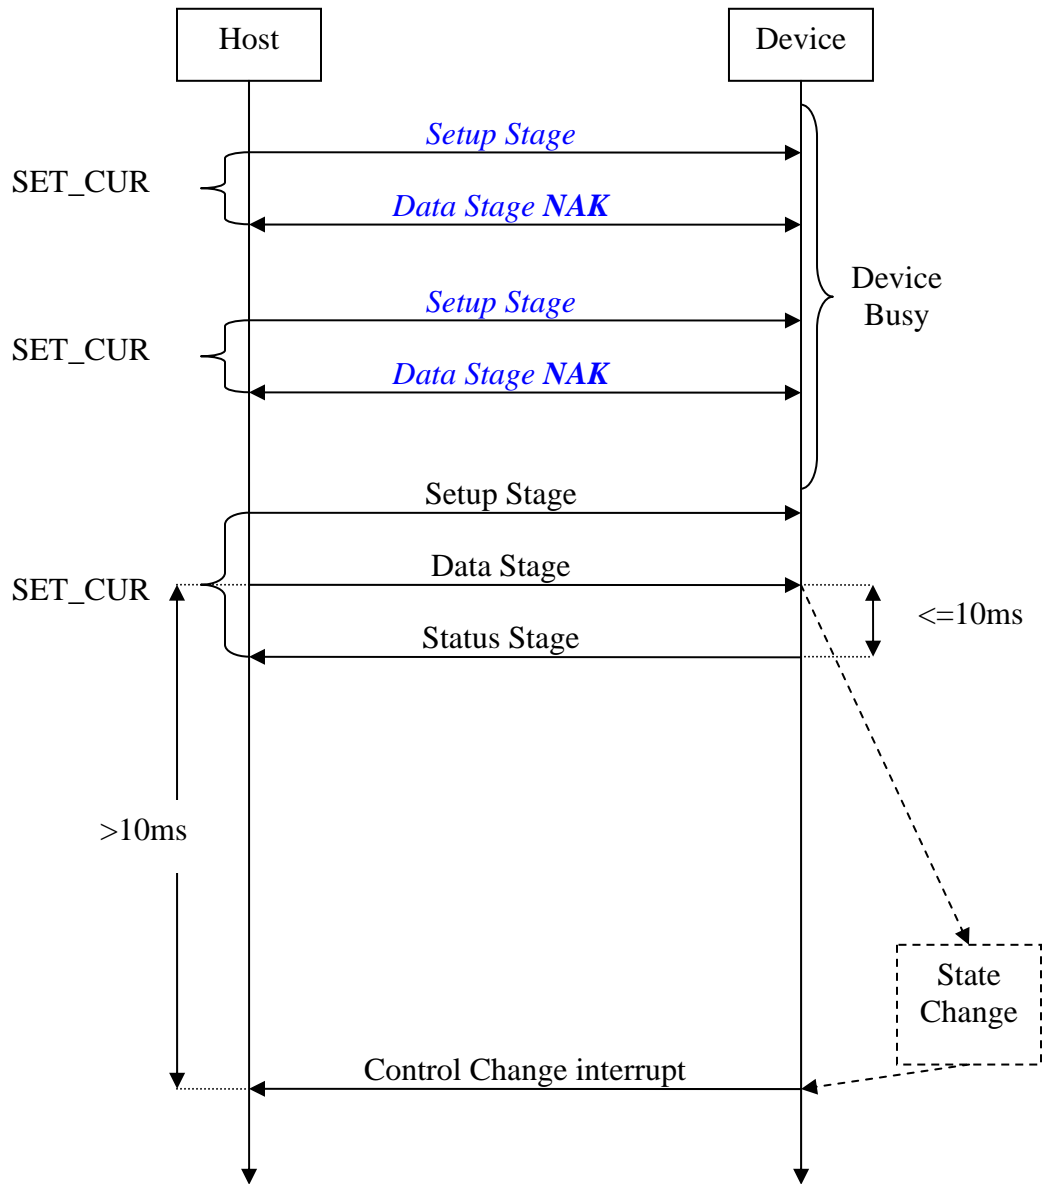 Host
Device
Setup Stage
SET_CUR
Data Stage NAK
Device
Busy
Setup Stage
SET_CUR
Data Stage NAK
Setup Stage
Data Stage
SET_CUR
<=10ms
Status Stage
>10ms
State
Change
Control Change interrupt